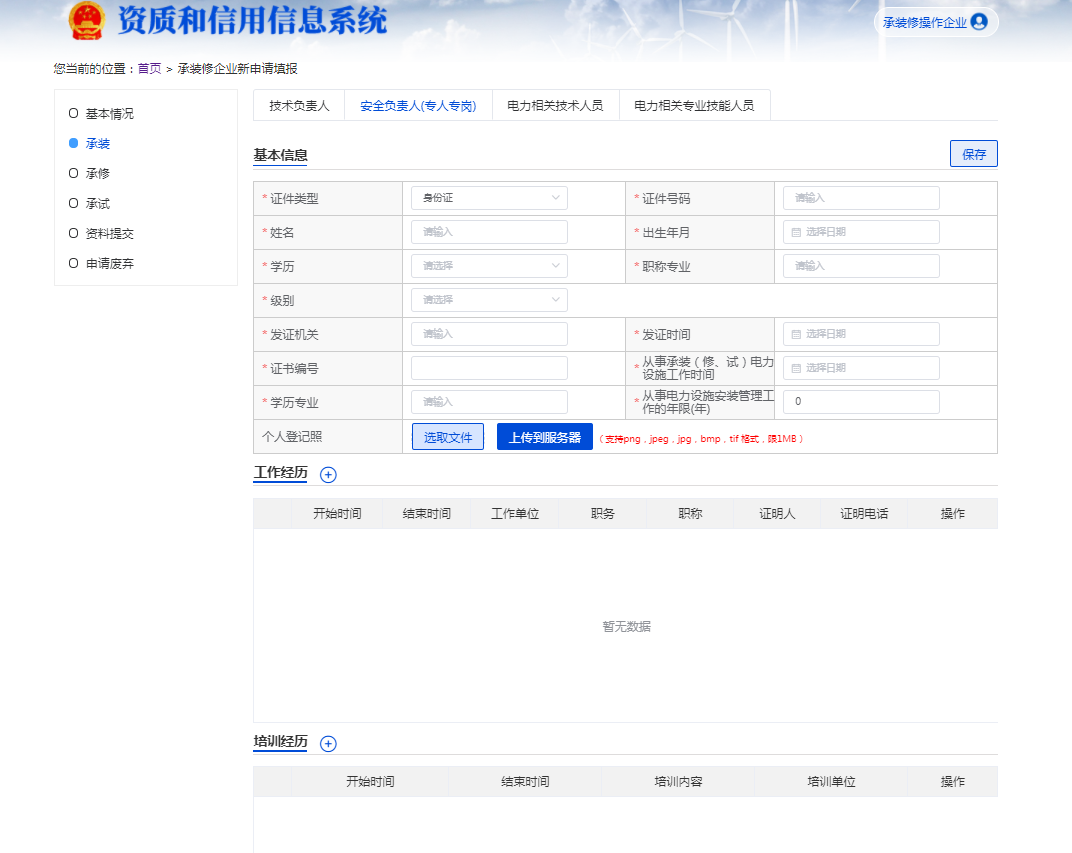 资质和信用信息系统
承装修操作企业
您当前的位置：首页 > 承装修企业新申请填报
基本情况
承装
承修
承试
资料提交
申请废弃
技术负责人 安全负责人(专人专岗) 电力相关技术人员 电力相关专业技能人员
基本信息 保存
* 证件类型 身份证 * 证件号码 请输入
* 姓名 请输入 * 出生年月 选择日期
* 学历 请选择 * 职称专业 请输入
* 级别 请选择
* 发证机关 请输入 * 发证时间 选择日期
* 证书编号 * 从事承装（修、试）电力
设施工作时间 选择日期
* 学历专业 请输入 * 从事电力设施安装管理工
作的年限(年) 0
个人登记照 选取文件 上传到服务器 （支持png，jpeg，jpg，bmp，tif 格式，限1MB）
工作经历
开始时间 结束时间 工作单位 职务 职称 证明人 证明电话 操作
暂无数据
培训经历
开始时间 结束时间 培训内容 培训单位 操作